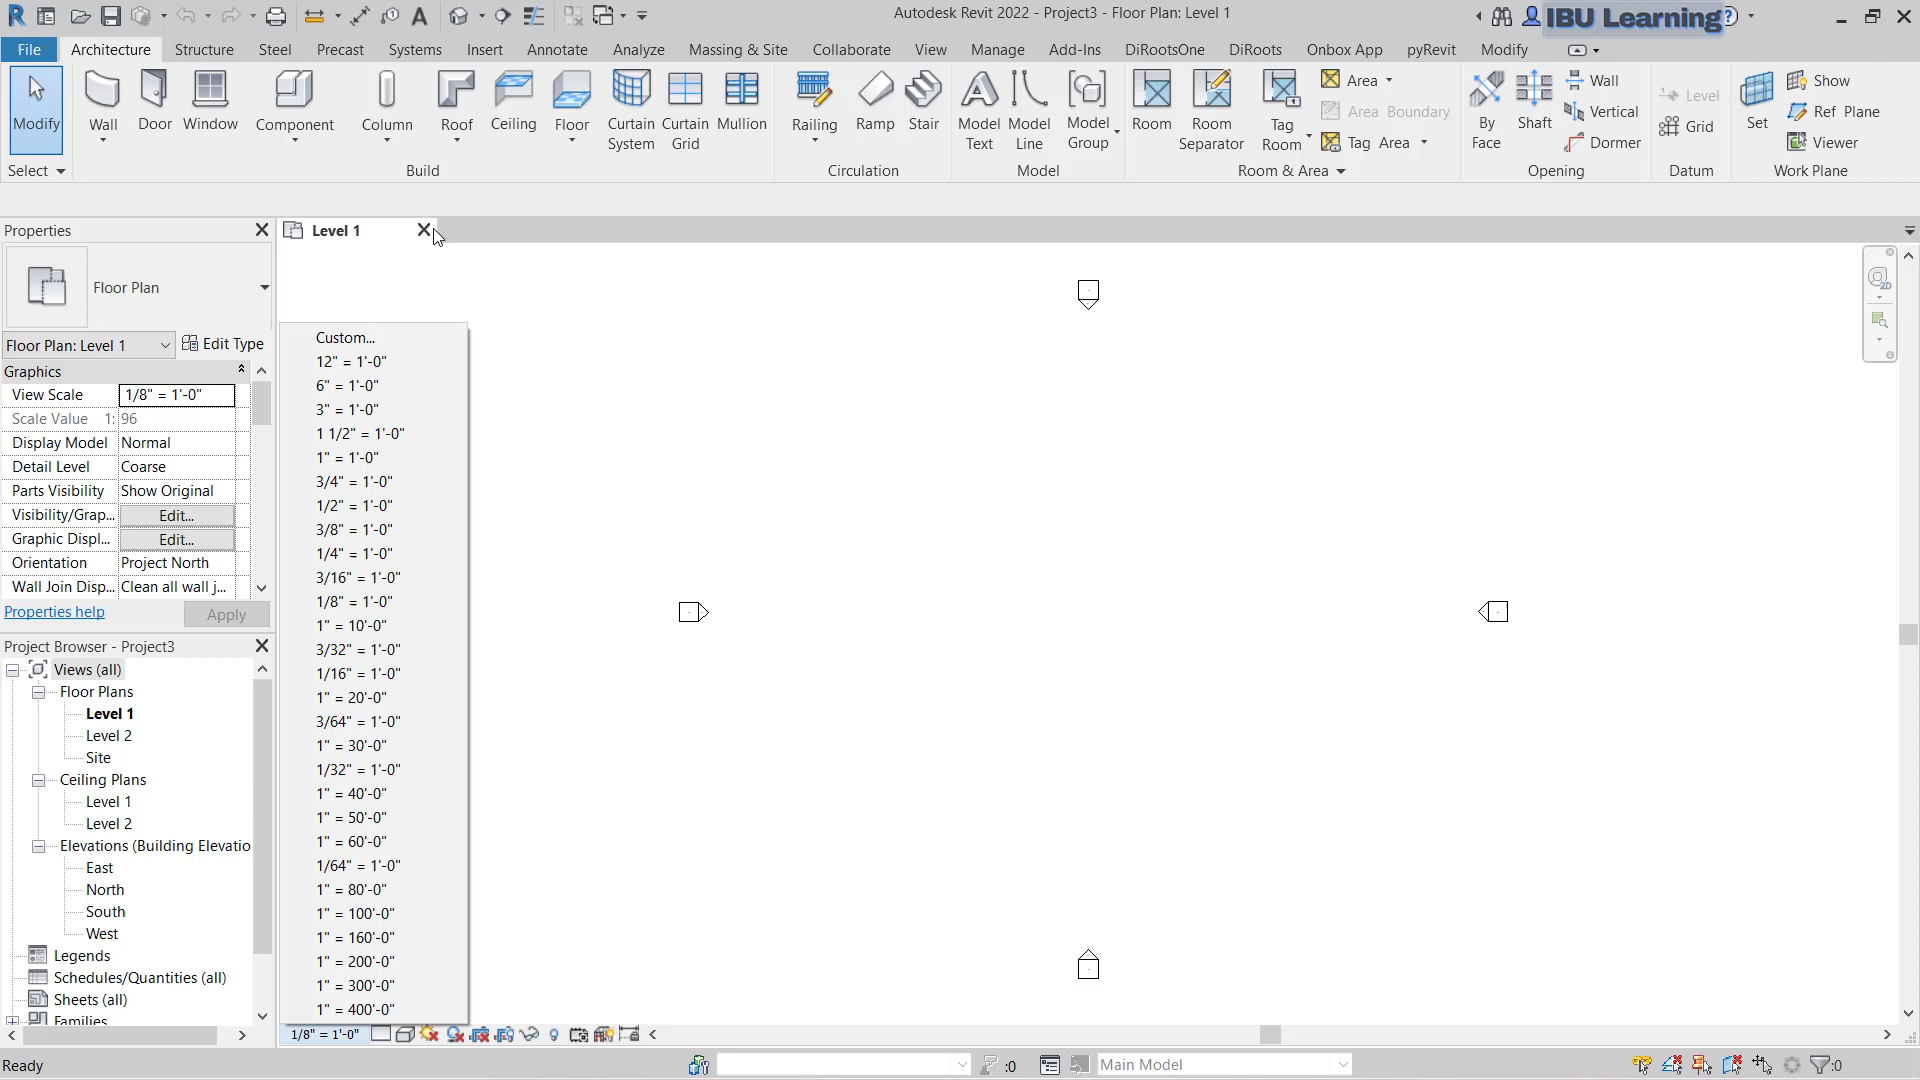 Autodesk Revit 2022 - Project3 - Floor Plan: Level 1
IBU Learning
File Architecture Structure Steel Precast Systems Insert Annotate Analyze Massing & Site Collaborate View Manage Add-Ins DiRootsOne DiRoots Onbox App pyRevit Modify
Modify
Wall
Door
Window
Component
Column
Roof
Ceiling
Floor
Curtain System
Curtain Grid
Mullion
Railing
Ramp
Stair
Model Text
Model Line
Model Group
Room
Room Separator
Tag Room
Area
Area Boundary
Tag Area
By Face
Shaft
Wall
Vertical
Dormer
Level
Grid
Set
Show
Ref Plane
Viewer
Select
Build
Circulation
Model
Room & Area
Opening
Datum
Work Plane
Properties
Level 1
Floor Plan
Floor Plan: Level 1
Edit Type
Graphics
View Scale 1/8" = 1'-0"
Scale Value 1: 96
Display Model Normal
Detail Level Coarse
Parts Visibility Show Original
Visibility/Grap... Edit...
Graphic Displ... Edit...
Orientation Project North
Wall Join Disp... Clean all wall j...
Properties help
Apply
Project Browser - Project3
Views (all)
Floor Plans
Level 1
Level 2
Site
Ceiling Plans
Level 1
Level 2
Elevations (Building Elevatio
East
North
South
West
Legends
Schedules/Quantities (all)
Sheets (all)
Families
Custom...
12" = 1'-0"
6" = 1'-0"
3" = 1'-0"
1 1/2" = 1'-0"
1" = 1'-0"
3/4" = 1'-0"
1/2" = 1'-0"
3/8" = 1'-0"
1/4" = 1'-0"
3/16" = 1'-0"
1/8" = 1'-0"
1" = 10'-0"
3/32" = 1'-0"
1/16" = 1'-0"
1" = 20'-0"
3/64" = 1'-0"
1" = 30'-0"
1/32" = 1'-0"
1" = 40'-0"
1" = 50'-0"
1" = 60'-0"
1/64" = 1'-0"
1" = 80'-0"
1" = 100'-0"
1" = 160'-0"
1" = 200'-0"
1" = 300'-0"
1" = 400'-0"
1/8" = 1'-0"
2D
Ready
:0
Main Model
:0